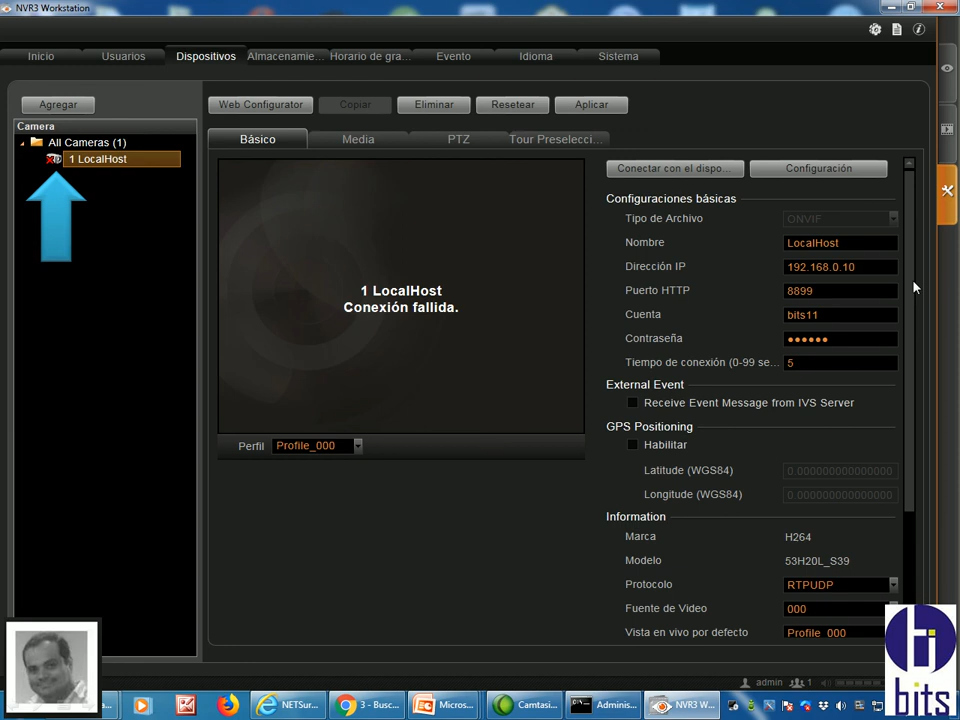 NVR3 Workstation
Inicio
Usuarios
Dispositivos
Almacenamie...
Horario de gra...
Evento
Idioma
Sistema
Agregar
Web Configurator
Copiar
Eliminar
Resetear
Aplicar
Camera
All Cameras (1)
1 LocalHost
Básico
Media
PTZ
Tour Preselecci...
1 LocalHost
Conexión fallida.
Perfil
Profile_000
Conectar con el dispo...
Configuración
Configuraciones básicas
Tipo de Archivo ONVIF
Nombre LocalHost
Dirección IP 192.168.0.10
Puerto HTTP 8899
Cuenta bits11
Contraseña ●●●●●●
Tiempo de conexión (0-99 se... 5
External Event
Receive Event Message from IVS Server
GPS Positioning
Habilitar
Latitude (WGS84) 0.000000000000000
Longitude (WGS84) 0.000000000000000
Information
Marca H264
Modelo 53H20L_S39
Protocolo RTPUDP
Fuente de Video 000
Vista en vivo por defecto Profile_000
admin 1
a...
NETSur...
3 - Busc...
Micros...
Camtasi...
Adminis...
NVR3 W...
bits